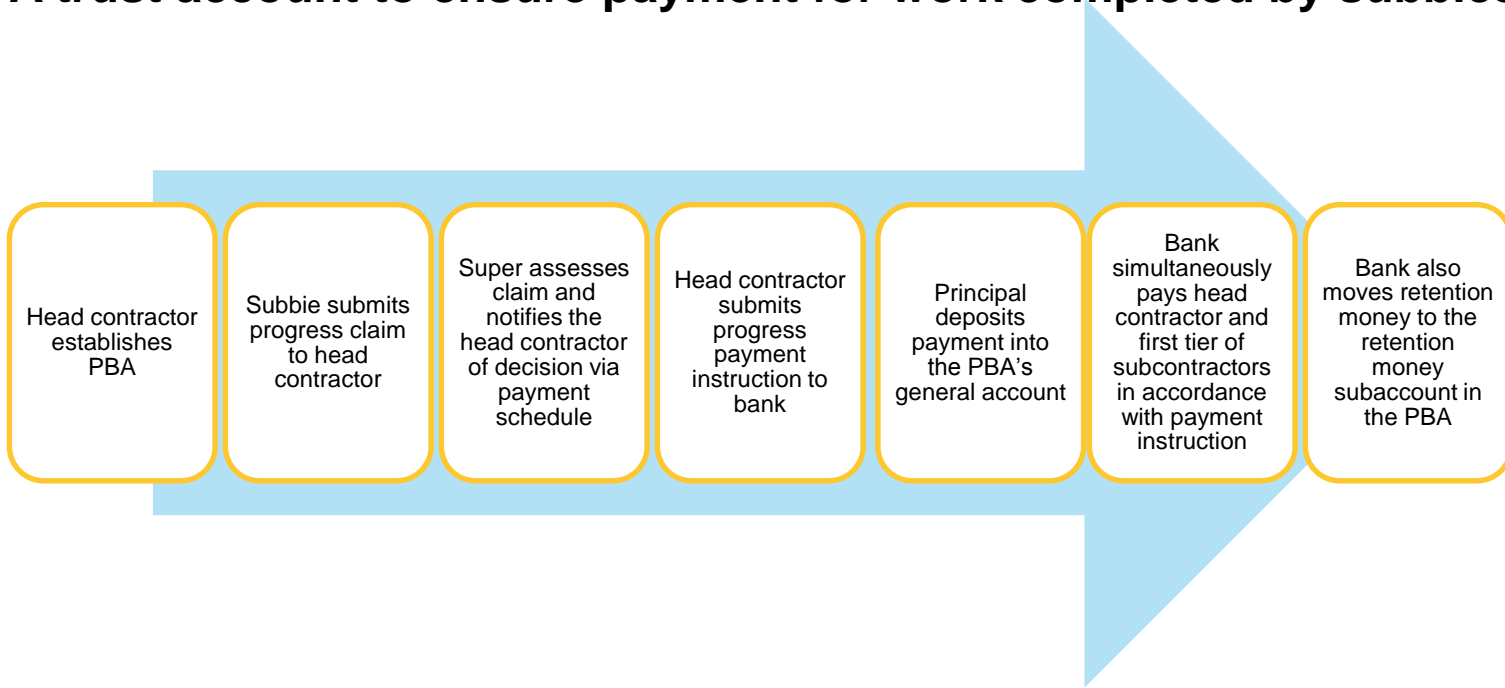 A trust account to ensure payment for work completed by subbies
Head contractor
establishes
PBA
Subbie submits
progress claim
to head
contractor
Super assesses
claim and
notifies the
head contractor
of decision via
payment
schedule
Head contractor
submits
progress
payment
instruction to
bank
Principal
deposits
payment into
the PBA’s
general account
Bank
simultaneously
pays head
contractor and
first tier of
subcontractors
in accordance
with payment
instruction
Bank also
moves retention
money to the
retention
money
subaccount in
the PBA